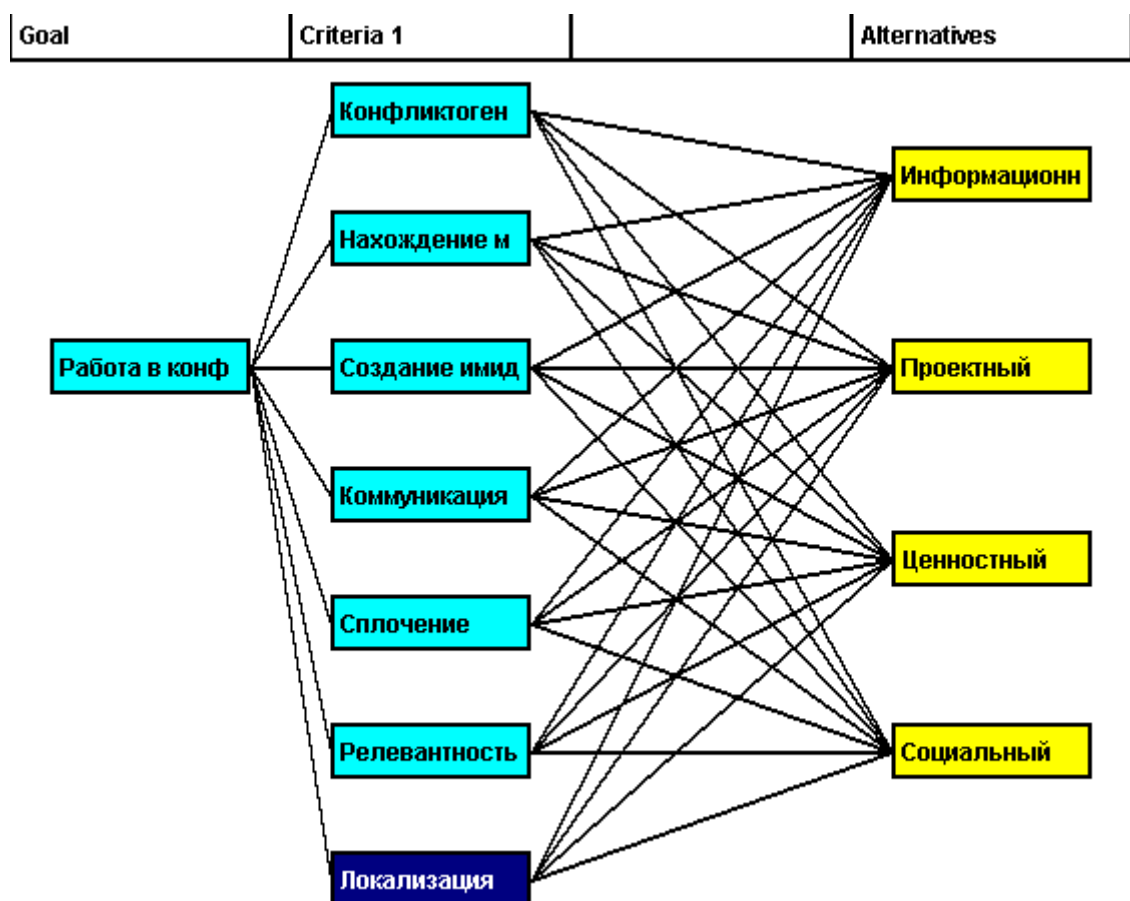 Goal
Criteria 1
Alternatives
Конфликтоген
Нахождение м
Работа в конф
Создание имид
Коммуникация
Сплочение
Релевантность
Локализация
Информационн
Проектный
Ценностный
Социальный